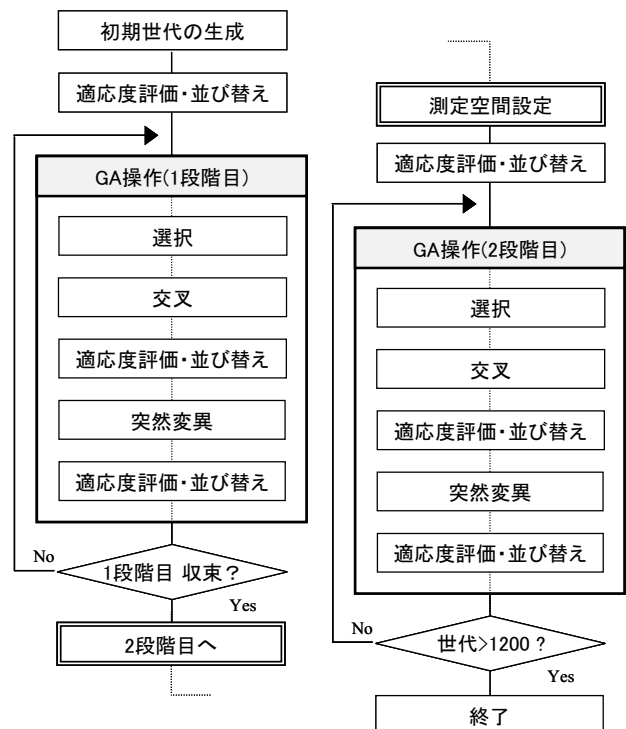 初期世代の生成
適応度評価・並び替え
GA操作(1段階目)
選択
交叉
適応度評価・並び替え
突然変異
適応度評価・並び替え
No
1段階目 収束？
Yes
2段階目へ
測定空間設定
適応度評価・並び替え
GA操作(2段階目)
選択
交叉
適応度評価・並び替え
突然変異
適応度評価・並び替え
No
世代>1200？
Yes
終了